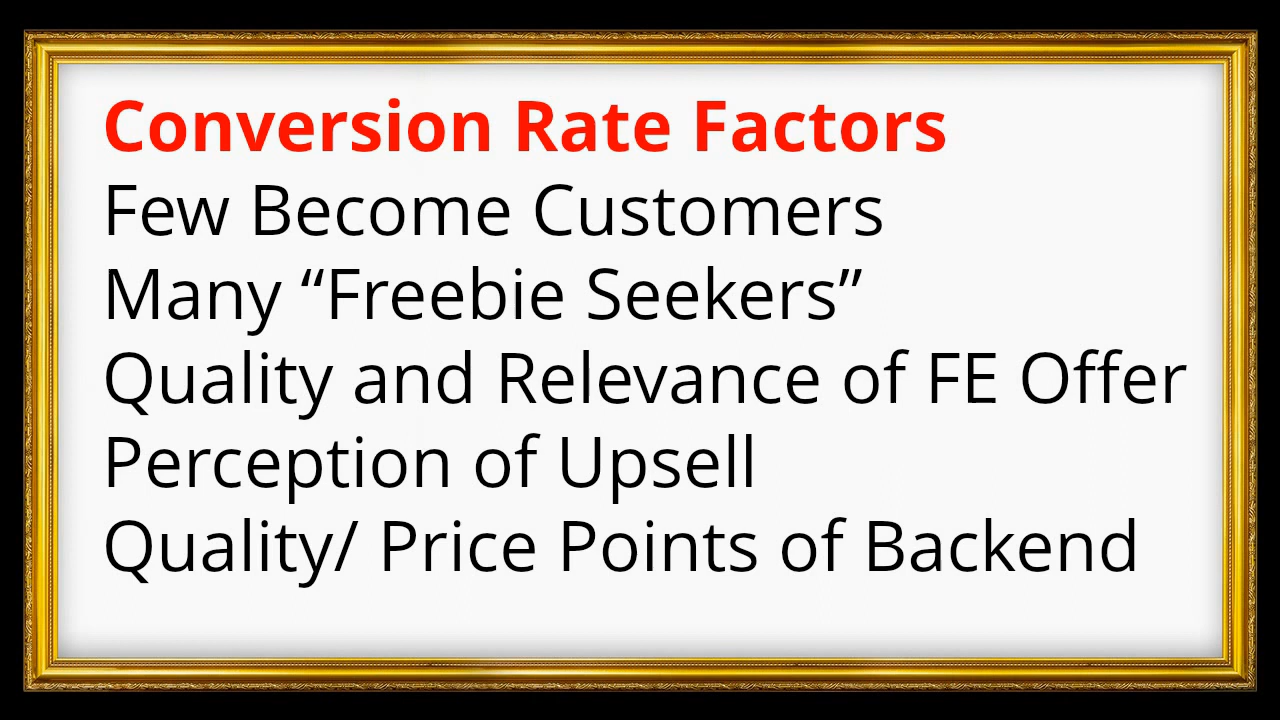 Conversion Rate Factors
Few Become Customers
Many “Freebie Seekers”
Quality and Relevance of FE Offer
Perception of Upsell
Quality/ Price Points of Backend